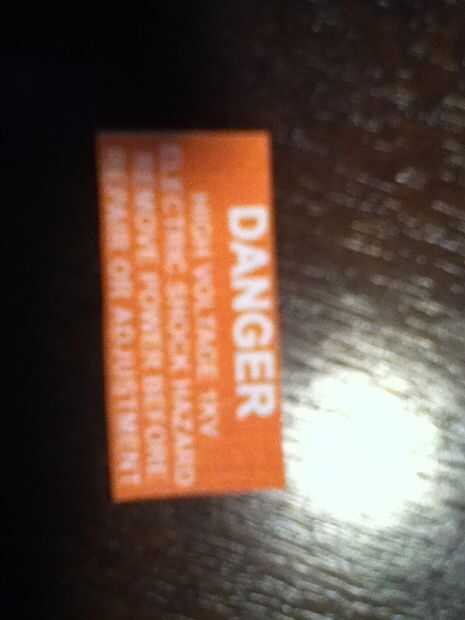 DANGER
HIGH VOLTAGE 1KV
ELECTRIC SHOCK HAZARD
REMOVE POWER BEFORE
REPAIR OR ADJUSTMENT